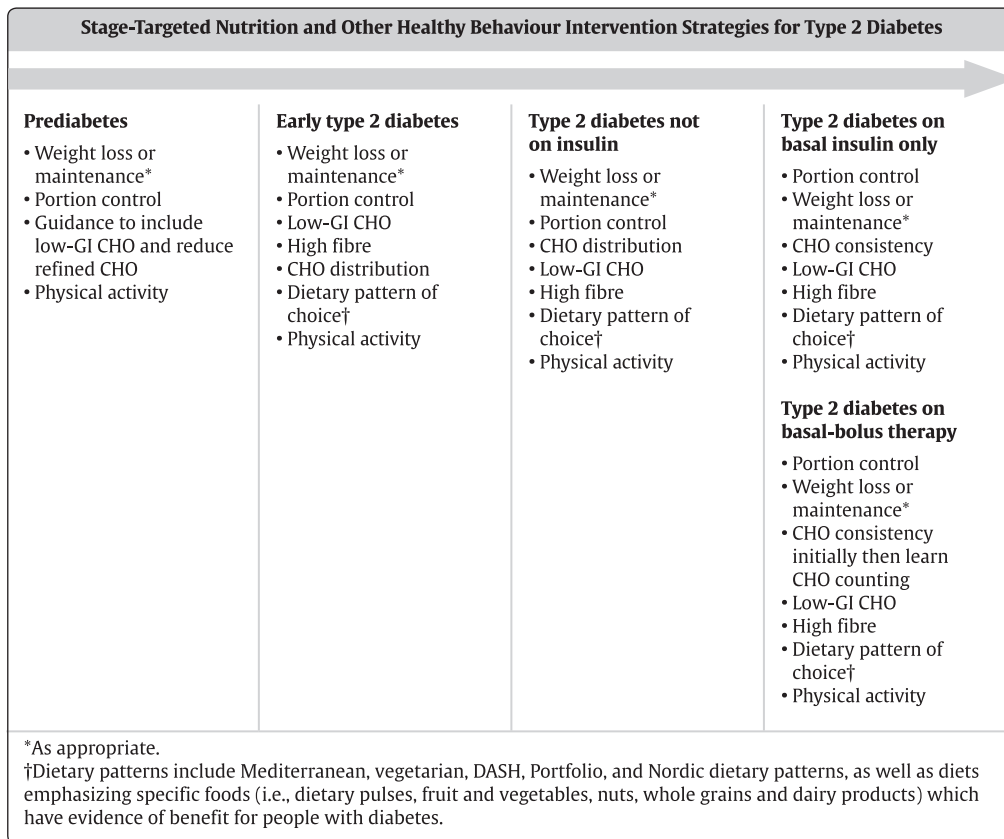 Stage-Targeted Nutrition and Other Healthy Behaviour Intervention Strategies for Type 2 Diabetes
Prediabetes
• Weight loss or
maintenance*
• Portion control
• Guidance to include
low-GI CHO and reduce
refined CHO
• Physical activity
Early type 2 diabetes
• Weight loss or
maintenance*
• Portion control
• Low-GI CHO
• High fibre
• CHO distribution
• Dietary pattern of
choice†
• Physical activity
Type 2 diabetes not
on insulin
• Weight loss or
maintenance*
• Portion control
• CHO distribution
• Low-GI CHO
• High fibre
• Dietary pattern of
choice†
• Physical activity
Type 2 diabetes on
basal insulin only
• Portion control
• Weight loss or
maintenance*
• CHO consistency
• Low-GI CHO
• High fibre
• Dietary pattern of
choice†
• Physical activity
Type 2 diabetes on
basal-bolus therapy
• Portion control
• Weight loss or
maintenance*
• CHO consistency
initially then learn
CHO counting
• Low-GI CHO
• High fibre
• Dietary pattern of
choice†
• Physical activity
*As appropriate.
†Dietary patterns include Mediterranean, vegetarian, DASH, Portfolio, and Nordic dietary patterns, as well as diets
emphasizing specific foods (i.e., dietary pulses, fruit and vegetables, nuts, whole grains and dairy products) which
have evidence of benefit for people with diabetes.